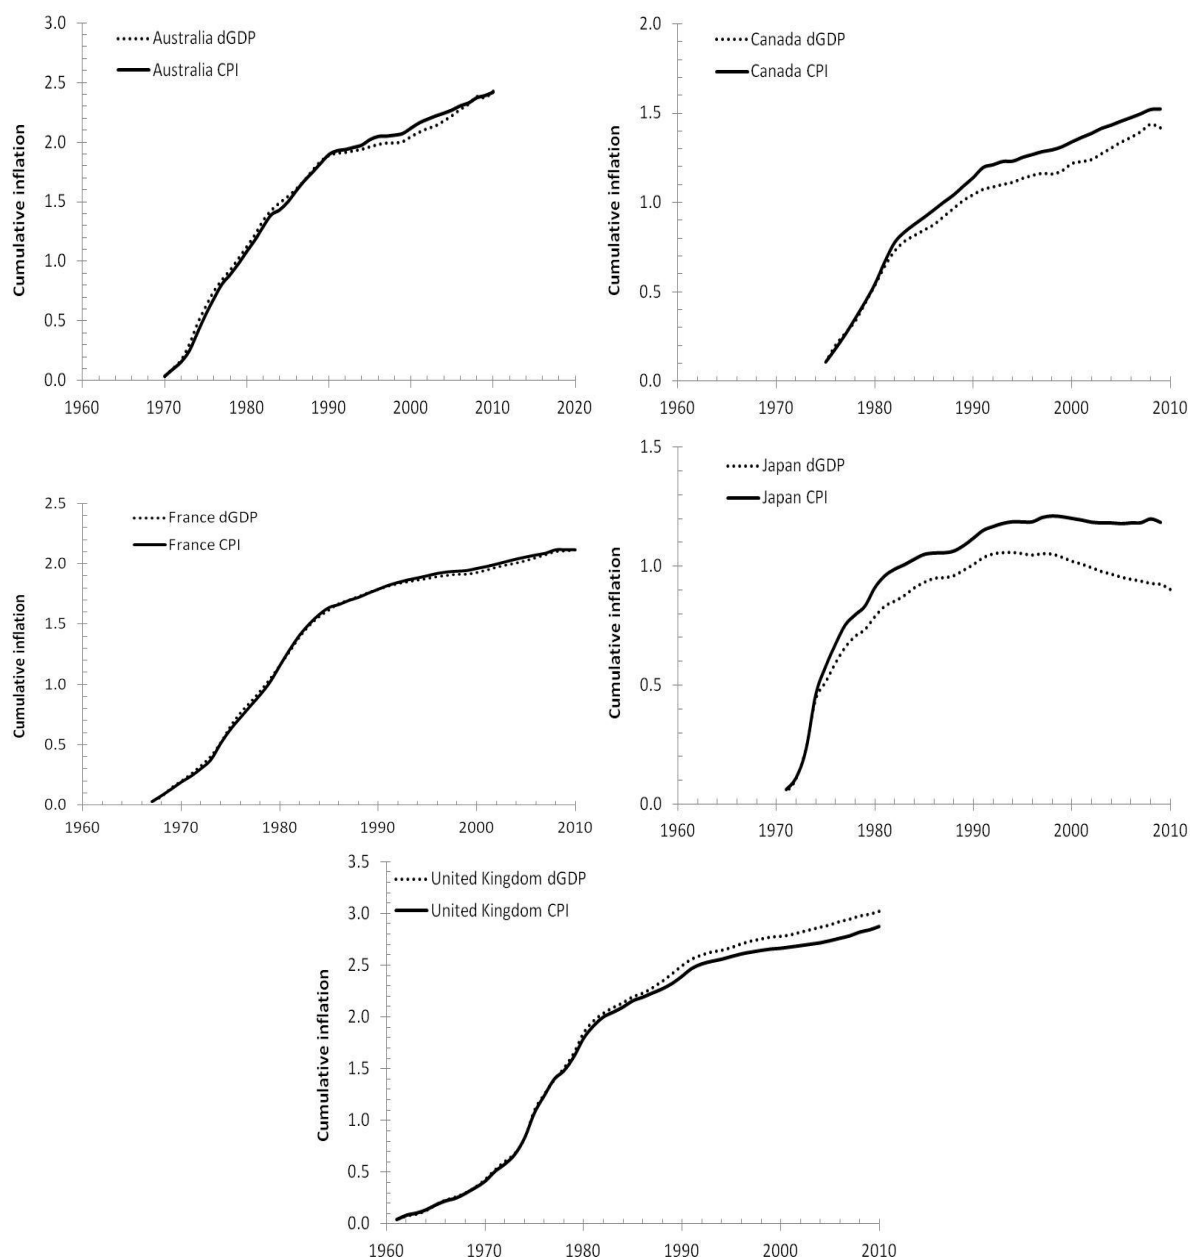 Australia dGDP
Australia CPI
Cumulative inflation
3.0
2.5
2.0
1.5
1.0
0.5
0.0
1960 1970 1980 1990 2000 2010 2020
Canada dGDP
Canada CPI
Cumulative inflation
2.0
1.5
1.0
0.5
0.0
1960 1970 1980 1990 2000 2010
France dGDP
France CPI
Cumulative inflation
2.5
2.0
1.5
1.0
0.5
0.0
1960 1970 1980 1990 2000 2010
Japan dGDP
Japan CPI
Cumulative inflation
1.5
1.0
0.5
0.0
1960 1970 1980 1990 2000 2010
United Kingdom dGDP
United Kingdom CPI
Cumulative inflation
3.5
3.0
2.5
2.0
1.5
1.0
0.5
0.0
1960 1970 1980 1990 2000 2010